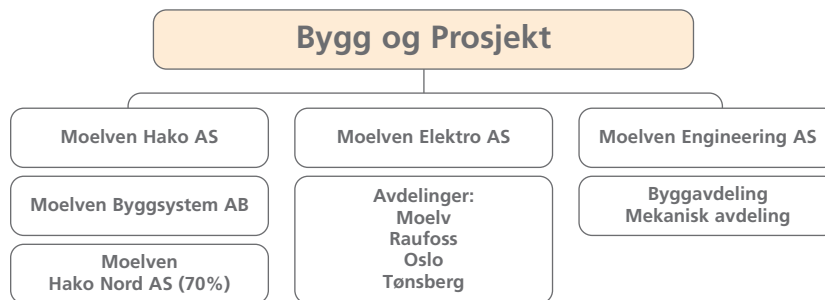 Bygg og Prosjekt
Moelven Hako AS
Moelven Elektro AS
Moelven Engineering AS
Moelven Byggsystem AB
Avdelinger:
Moelv
Raufoss
Oslo
Tønsberg
Byggavdeling
Mekanisk avdeling
Moelven
Hako Nord AS (70%)